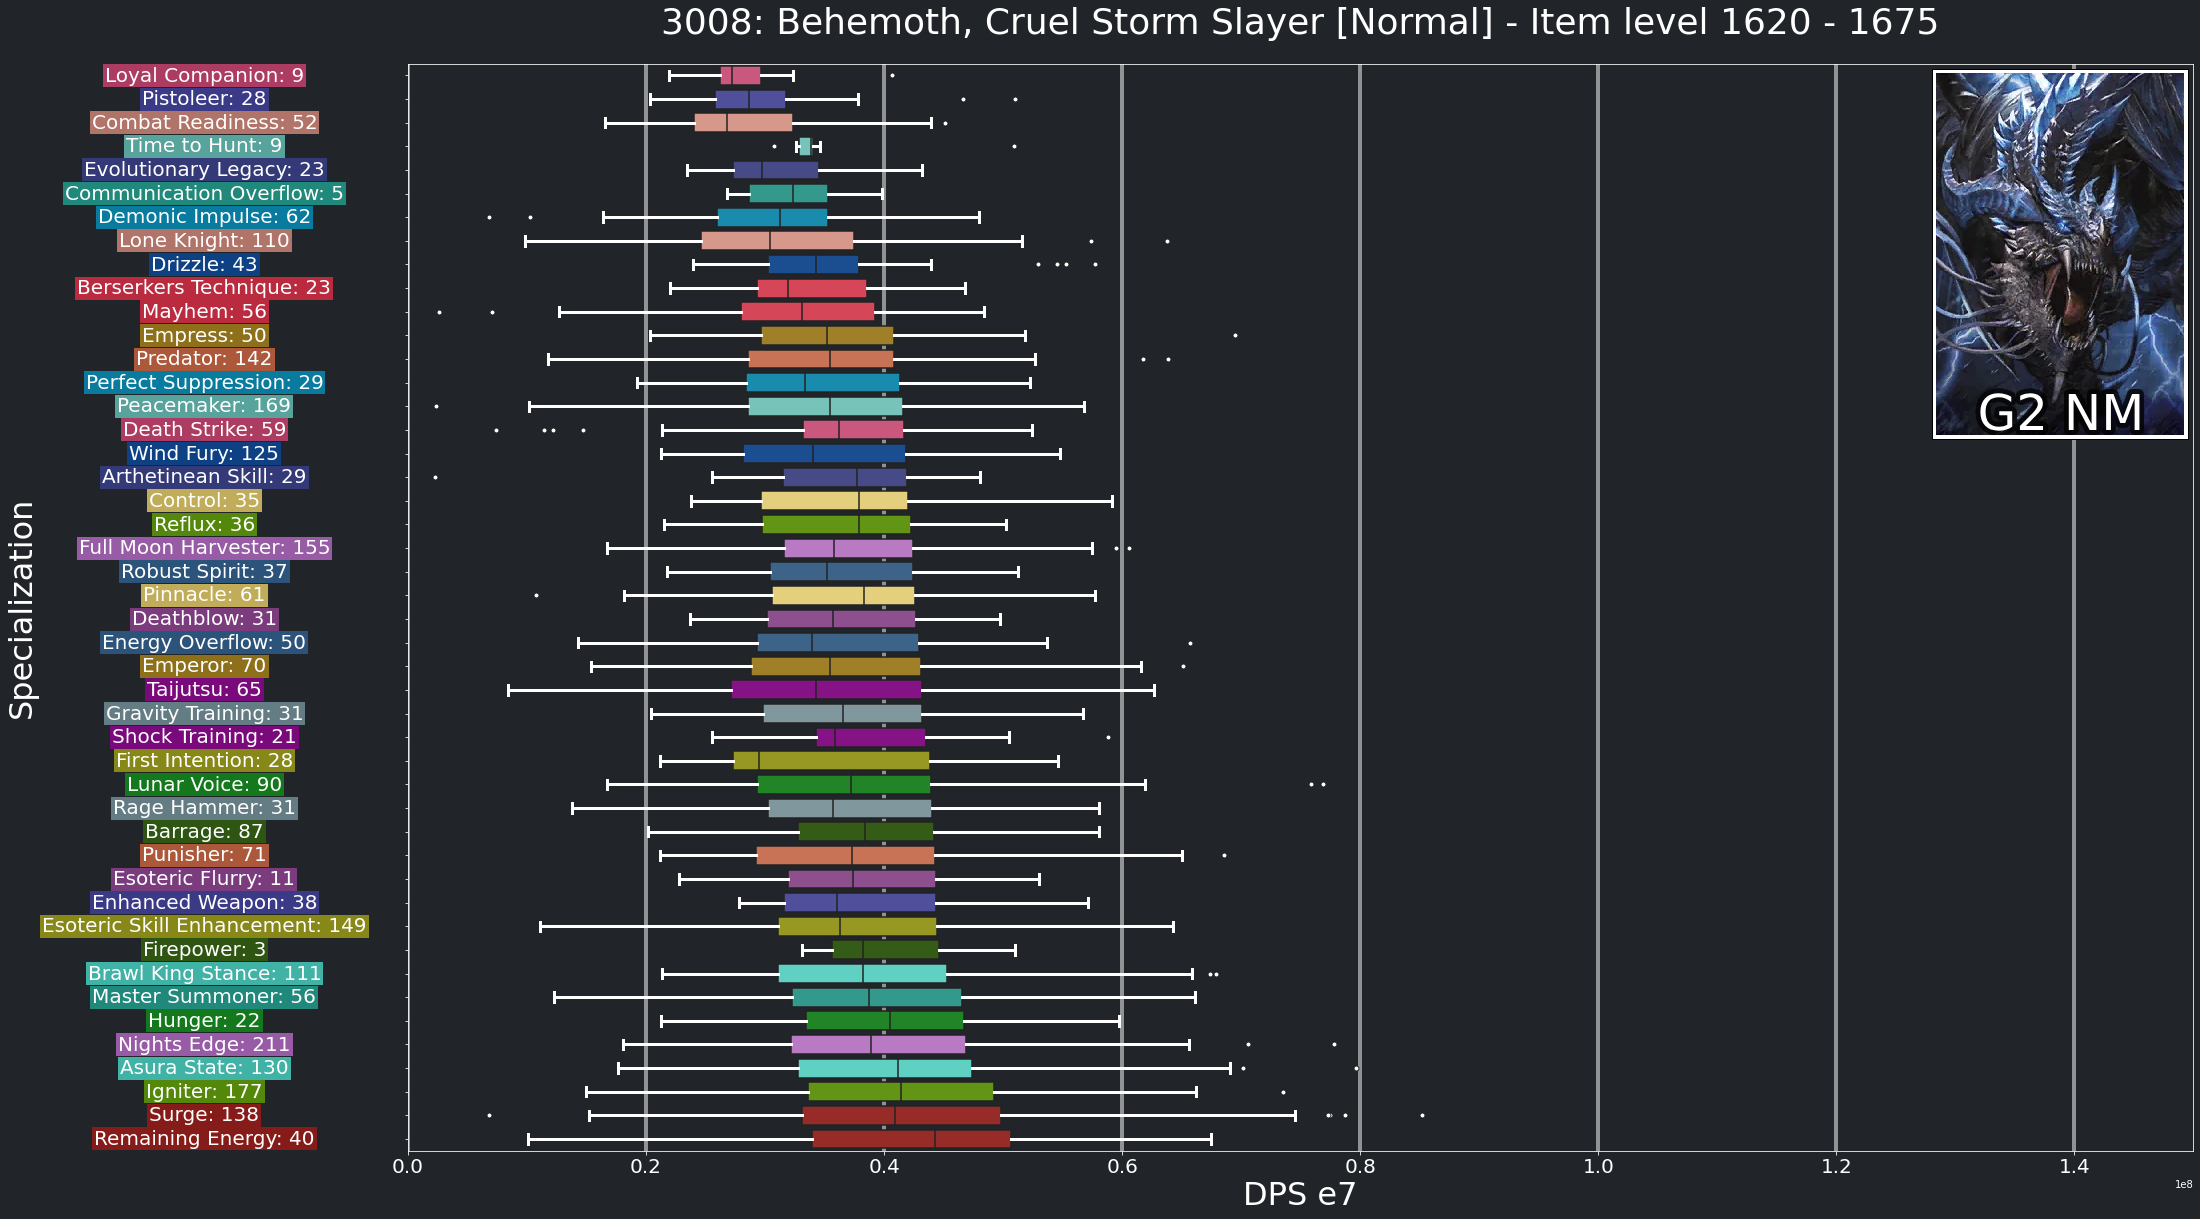 3008: Behemoth, Cruel Storm Slayer [Normal] - Item level 1620 - 1675
Loyal Companion: 9
Pistoleer: 28
Combat Readiness: 52
Time to Hunt: 9
Evolutionary Legacy: 23
Communication Overflow: 5
Demonic Impulse: 62
Lone Knight: 110
Drizzle: 43
Berserkers Technique: 23
Mayhem: 56
Empress: 50
Predator: 142
Perfect Suppression: 29
Peacemaker: 169
Death Strike: 59
Wind Fury: 125
Arthetinean Skill: 29
Control: 35
Reflux: 36
Full Moon Harvester: 155
Robust Spirit: 37
Pinnacle: 61
Deathblow: 31
Energy Overflow: 50
Emperor: 70
Taijutsu: 65
Gravity Training: 31
Shock Training: 21
First Intention: 28
Lunar Voice: 90
Rage Hammer: 31
Barrage: 87
Punisher: 71
Esoteric Flurry: 11
Enhanced Weapon: 38
Esoteric Skill Enhancement: 149
Firepower: 3
Brawl King Stance: 111
Master Summoner: 56
Hunger: 22
Nights Edge: 211
Asura State: 130
Igniter: 177
Surge: 138
Remaining Energy: 40
Specialization
G2 NM
0.0 0.2 0.4 0.6 0.8 1.0 1.2 1.4
1e8
DPS e7